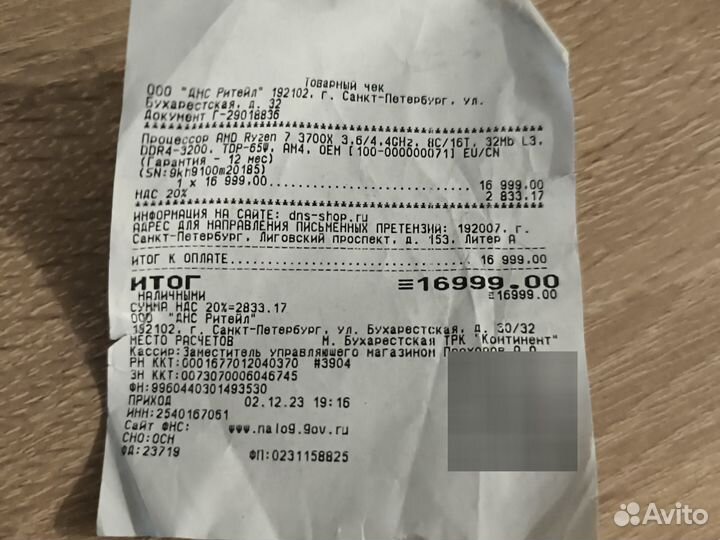 Товарный чек
ООО "ДНС Ритейл" 192102, г. Санкт-Петербург, ул.
Бухарестская, д. 32
Документ Г-29018836
Процессор AMD Ryzen 7 3700X 3.6/4.4GHz, 8C/16T, 32Mb L3,
DDR4-3200, TDP-65W, AM4, OEM [100-000000071] EU/CN
(Гарантия - 12 мес)
(SN:9kh9100m20185)
1 x 16 999.00 16 999.00
НДС 20% 2 833.17
ИНФОРМАЦИЯ НА САЙТЕ: dns-shop.ru
АДРЕС ДЛЯ НАПРАВЛЕНИЯ ПИСЬМЕННЫХ ПРЕТЕНЗИЙ: 192007, г.
Санкт-Петербург, Лиговский проспект, д. 153, Литер А
ИТОГ К ОПЛАТЕ 16 999.00
ИТОГ ≡16999.00
НАЛИЧНЫМИ ≡16999.00
СУММА НДС 20%=2833.17
ООО "ДНС Ритейл"
192102, г. Санкт-Петербург, ул. Бухарестская, д. 30/32
МЕСТО РАСЧЕТОВ М. Бухарестская ТРК "Континент"
Кассир:Заместитель управляющего магазином
РН ККТ:0001677012040370 #3904
ЗН ККТ:0073070006046745
ФН:9960440301493530
ПРИХОД 02.12.23 19:16
ИНН:2540167061
Сайт ФНС: www.nalog.gov.ru
СНО:ОСН
ФД:23719 ФП:0231158825
Avito